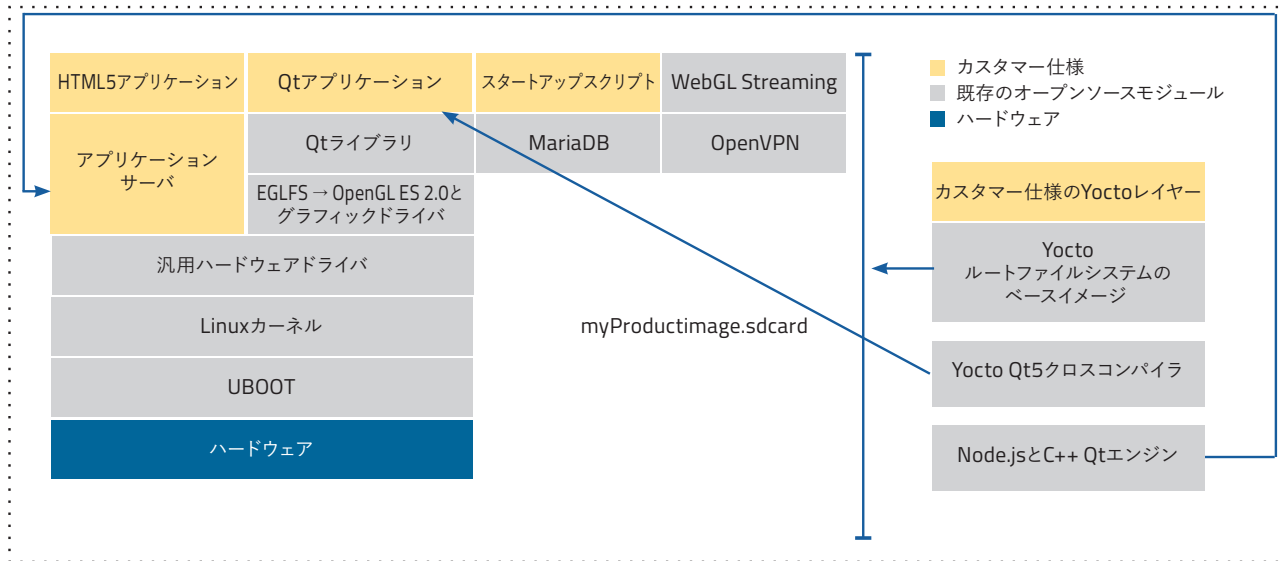 HTML5アプリケーション
Qtアプリケーション
スタートアップスクリプト
WebGL Streaming
アプリケーション
サーバ
Qtライブラリ
MariaDB
OpenVPN
EGLFS → OpenGL ES 2.0と
グラフィックドライバ
汎用ハードウェアドライバ
Linuxカーネル
UBOOT
ハードウェア
myProductimage.sdcard
カスタマー仕様
既存のオープンソースモジュール
ハードウェア
カスタマー仕様のYoctoレイヤー
Yocto
ルートファイルシステムの
ベースイメージ
Yocto Qt5クロスコンパイラ
Node.jsとC++ Qtエンジン